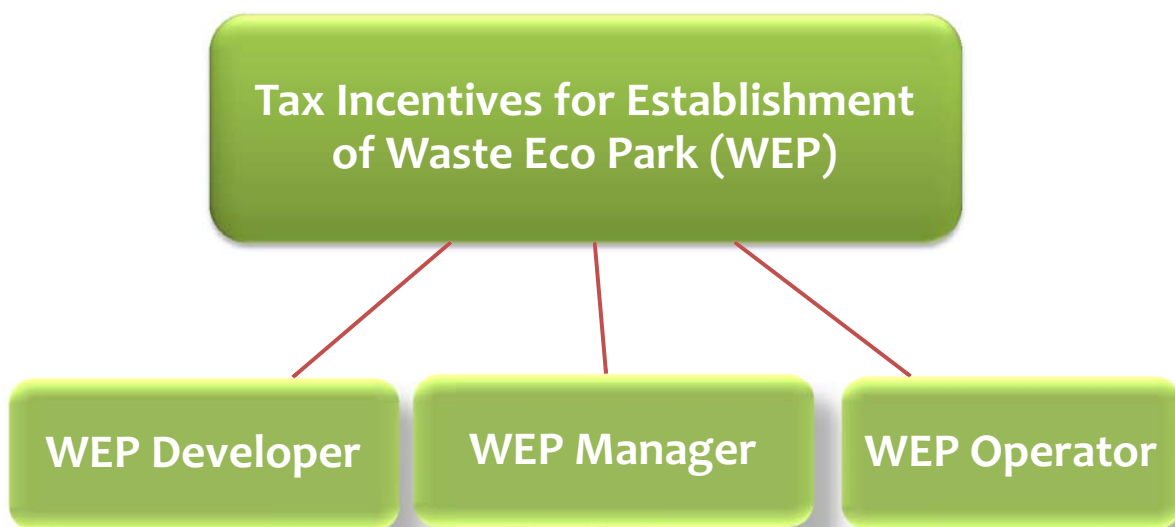 Tax Incentives for Establishment
of Waste Eco Park (WEP)
WEP Developer
WEP Manager
WEP Operator